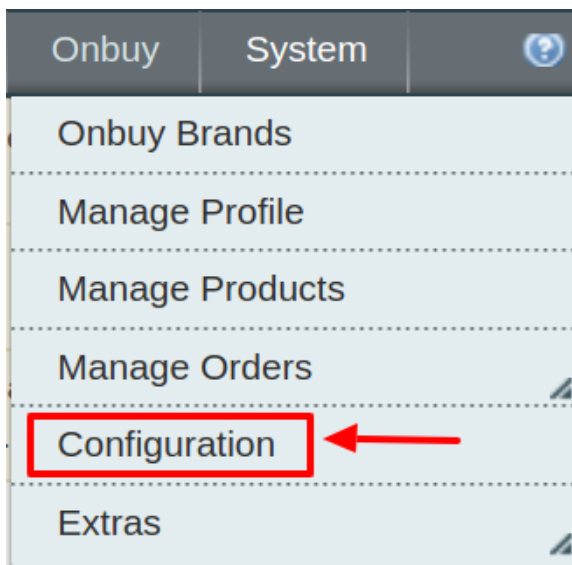 Onbuy System ?
Onbuy Brands
Manage Profile
Manage Products
Manage Orders
Configuration
Extras